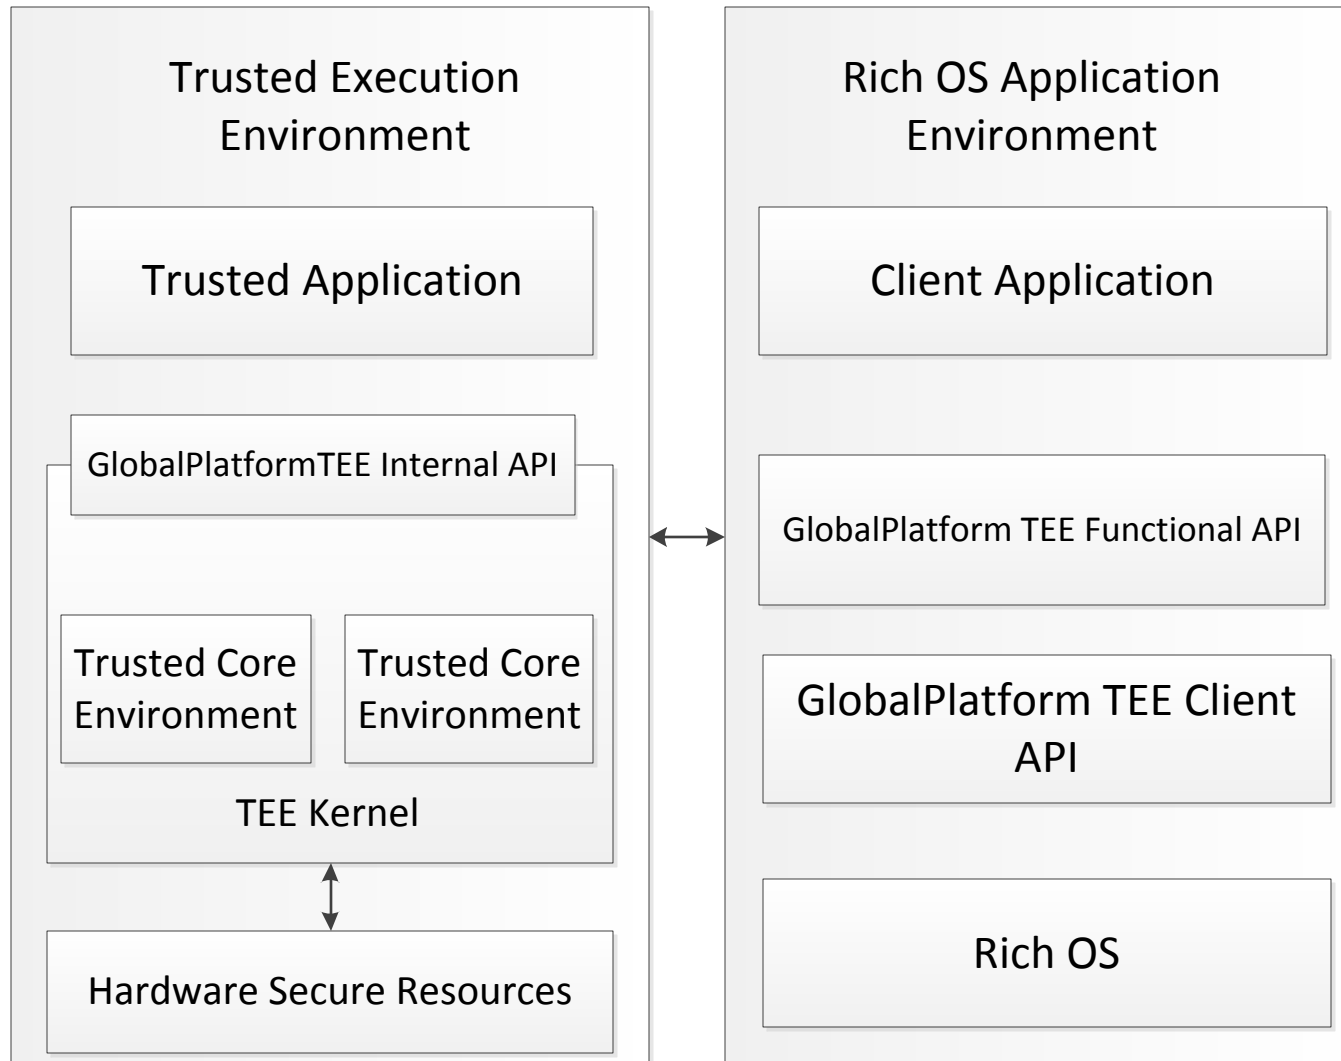 Trusted Execution
Environment
Trusted Application
GlobalPlatformTEE Internal API
Trusted Core
Environment
Trusted Core
Environment
TEE Kernel
Hardware Secure Resources
Rich OS Application
Environment
Client Application
GlobalPlatform TEE Functional API
GlobalPlatform TEE Client
API
Rich OS